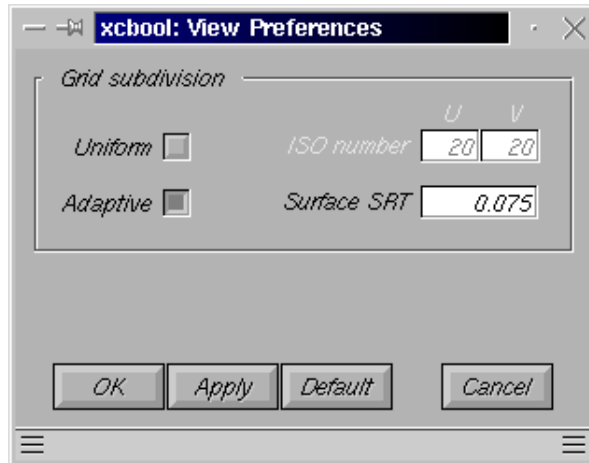 xcbool: View Preferences
Grid subdivision
U V
Uniform ISO number 20 20
Adaptive Surface SRT 0.075
OK Apply Default Cancel